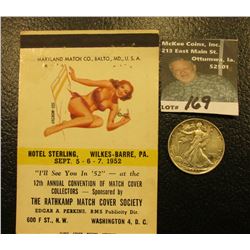 MARYLAND MATCH CO., BALTO., MD., U. S. A.
HOTEL STERLING, WILKES-BARRE, PA.
SEPT. 5-6-7, 1952
"I'll See You In '52" — at the
12th ANNUAL CONVENTION OF MATCH COVER
COLLECTORS — Sponsored by
THE RATHKAMP MATCH COVER SOCIETY
EDGAR A. PERKINS, RMS Publicity Dir.
600 F ST., N. W. WASHINGTON 4, D. C.
McKee Coins, Inc.
213 East Main St.
Ottumwa, Ia.
52501
LOT# 169